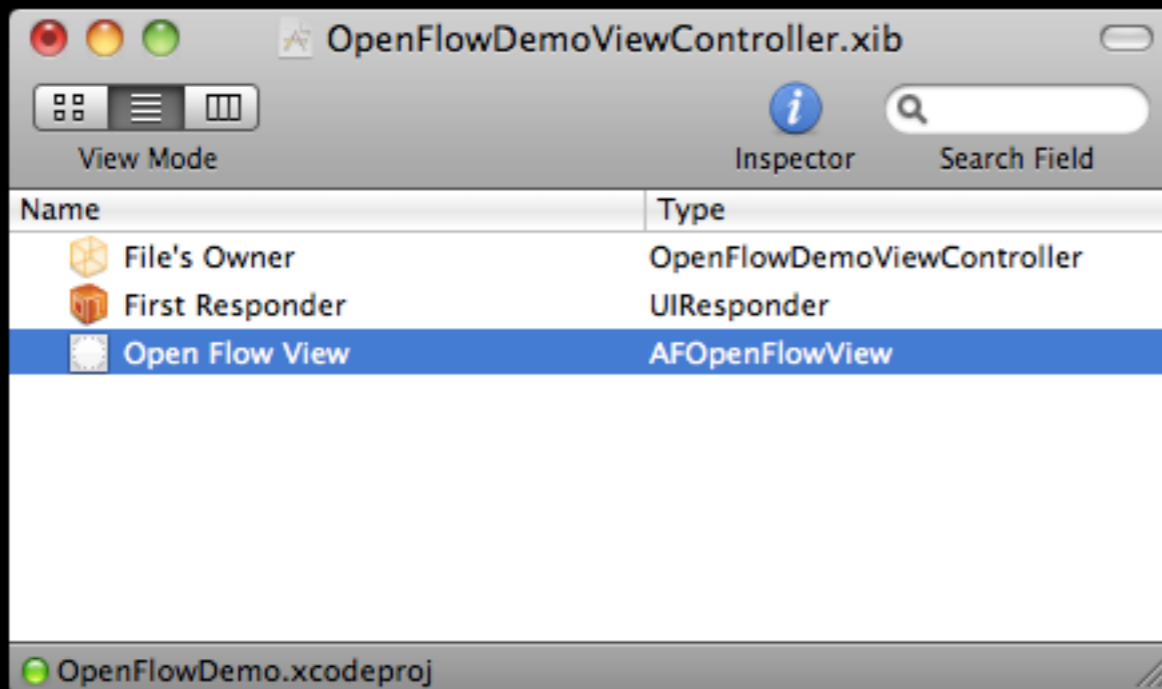 OpenFlowDemoViewController.xib
View Mode Inspector Search Field
Name Type
File's Owner OpenFlowDemoViewController
First Responder UIResponder
Open Flow View AFOpenFlowView
OpenFlowDemo.xcodeproj